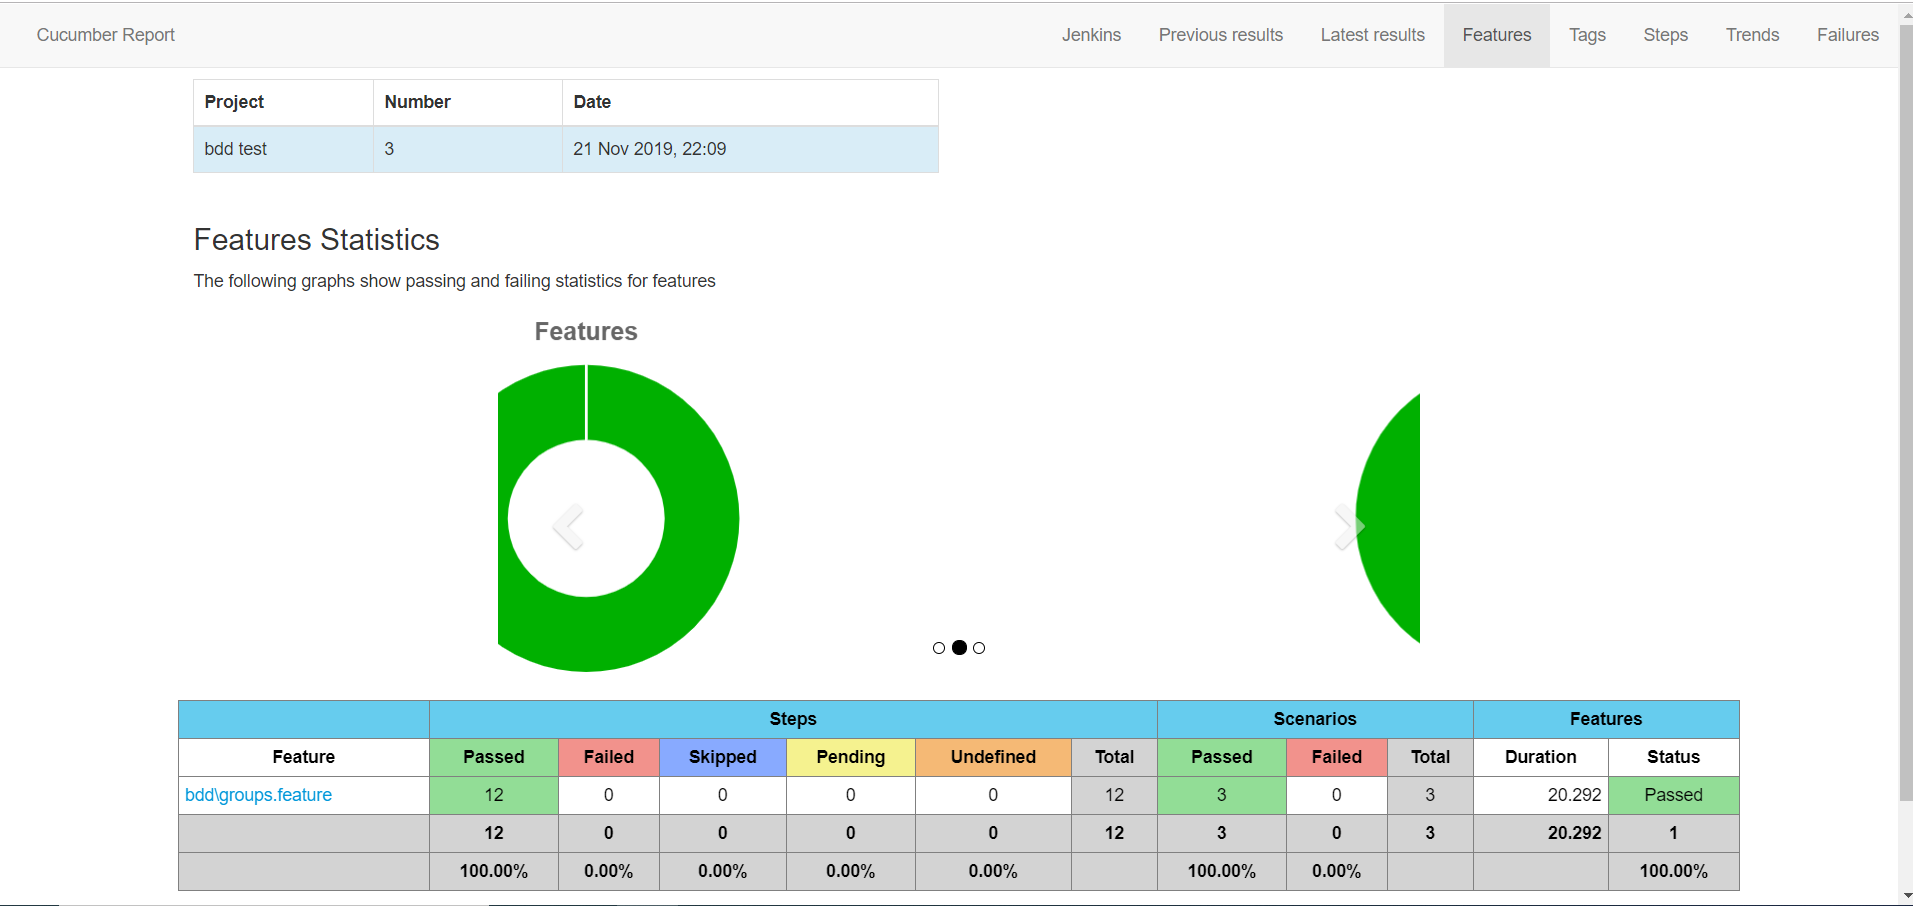 Cucumber Report Jenkins Previous results Latest results Features Tags Steps Trends Failures
Project Number Date
bdd test 3 21 Nov 2019, 22:09
Features Statistics
The following graphs show passing and failing statistics for features
Features
Steps Scenarios Features
Feature Passed Failed Skipped Pending Undefined Total Passed Failed Total Duration Status
bdd\groups.feature 12 0 0 0 0 12 3 0 3 20.292 Passed
12 0 0 0 0 12 3 0 3 20.292 1
100.00% 0.00% 0.00% 0.00% 0.00% 100.00% 0.00% 100.00%